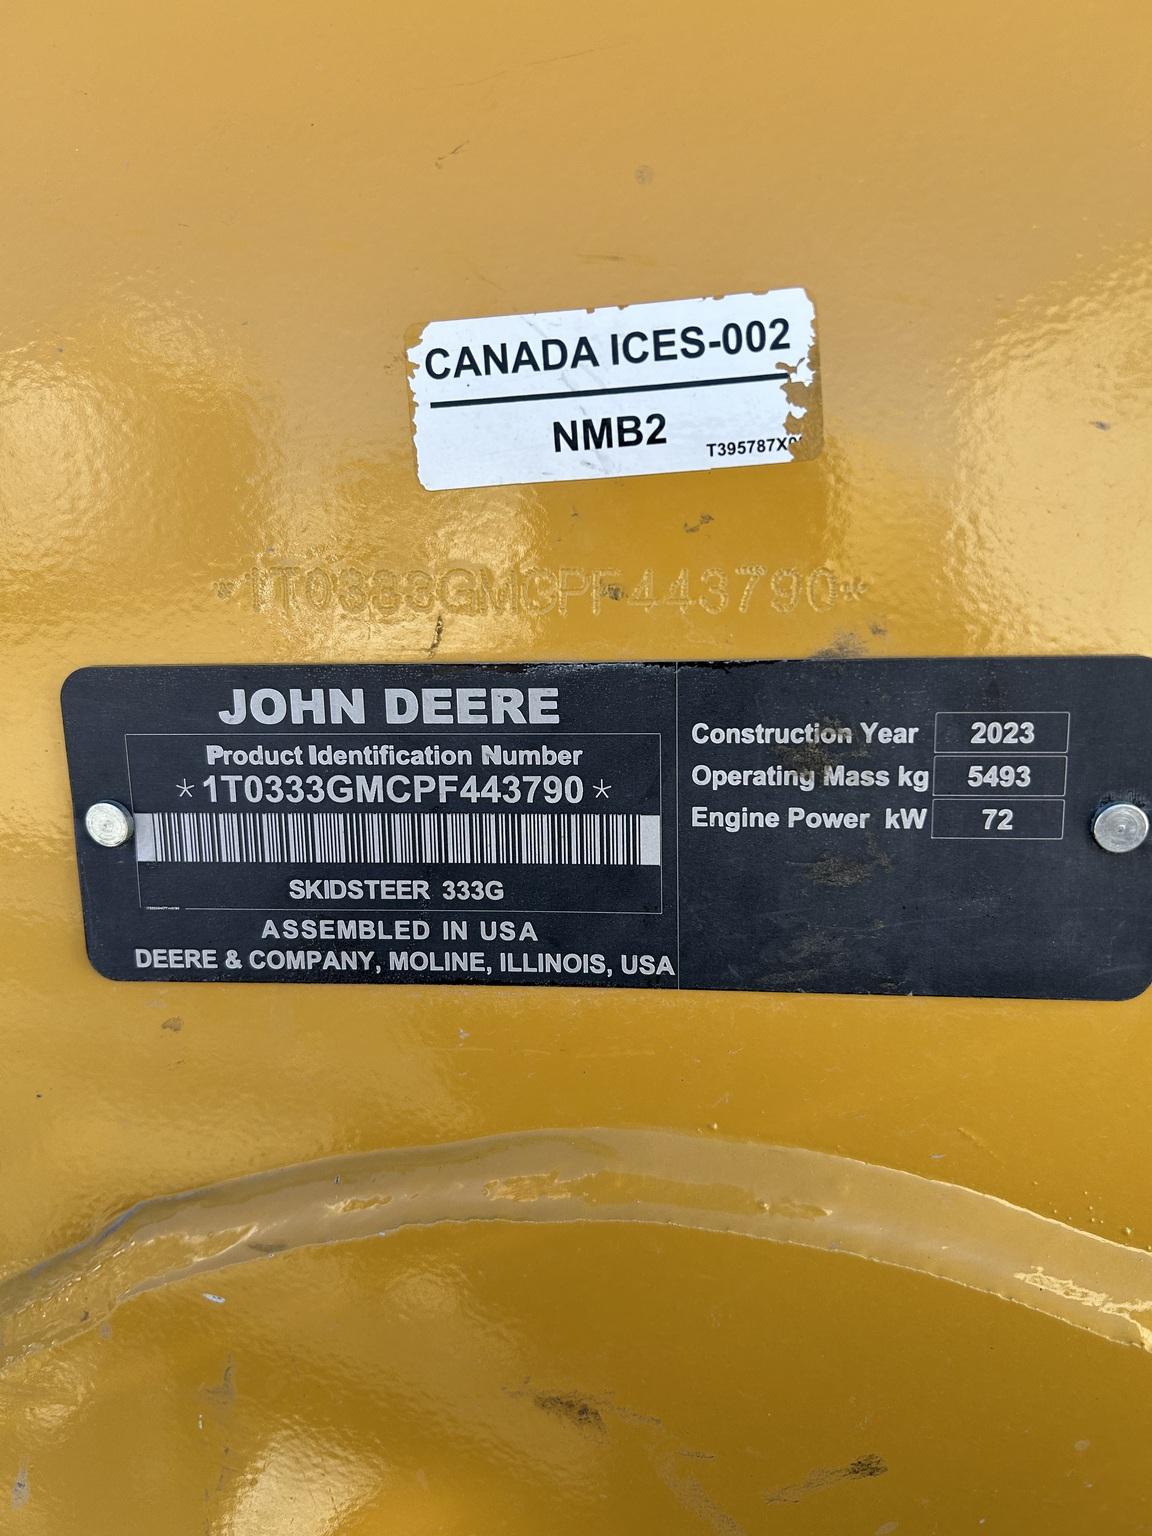 CANADA ICES-002
NMB2
*1T0333GMCPF443790*
JOHN DEERE
Product Identification Number
*1T0333GMCPF443790*
SKIDSTEER 333G
ASSEMBLED IN USA
DEERE & COMPANY, MOLINE, ILLINOIS, USA
Construction Year 2023
Operating Mass kg 5493
Engine Power kW 72